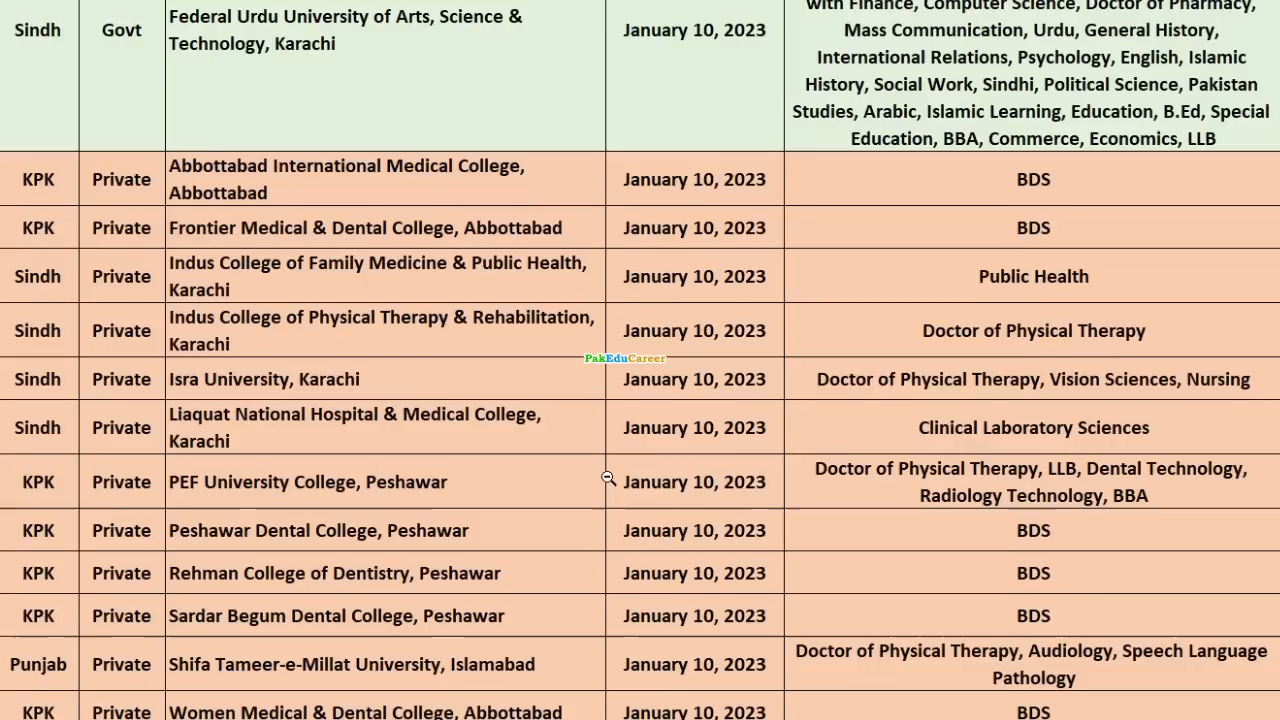 with Finance, Computer Science, Doctor of Pharmacy,
Sindh Govt Federal Urdu University of Arts, Science & January 10, 2023 Mass Communication, Urdu, General History,
Technology, Karachi
International Relations, Psychology, English, Islamic
History, Social Work, Sindhi, Political Science, Pakistan
Studies, Arabic, Islamic Learning, Education, B.Ed, Special
Education, BBA, Commerce, Economics, LLB
KPK Private Abbottabad International Medical College, January 10, 2023 BDS
Abbottabad
KPK Private Frontier Medical & Dental College, Abbottabad January 10, 2023 BDS
Sindh Private Indus College of Family Medicine & Public Health, January 10, 2023 Public Health
Karachi
Sindh Private Indus College of Physical Therapy & Rehabilitation, January 10, 2023 Doctor of Physical Therapy
Karachi
PakEduCareer
Sindh Private Isra University, Karachi January 10, 2023 Doctor of Physical Therapy, Vision Sciences, Nursing
Sindh Private Liaquat National Hospital & Medical College, January 10, 2023 Clinical Laboratory Sciences
Karachi
KPK Private PEF University College, Peshawar January 10, 2023 Doctor of Physical Therapy, LLB, Dental Technology,
Radiology Technology, BBA
KPK Private Peshawar Dental College, Peshawar January 10, 2023 BDS
KPK Private Rehman College of Dentistry, Peshawar January 10, 2023 BDS
KPK Private Sardar Begum Dental College, Peshawar January 10, 2023 BDS
Punjab Private Shifa Tameer-e-Millat University, Islamabad January 10, 2023 Doctor of Physical Therapy, Audiology, Speech Language
Pathology
KPK Private Women Medical & Dental College, Abbottabad January 10, 2023 BDS